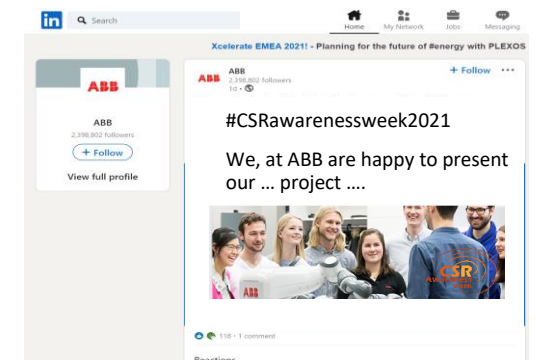 in Search Home My Network Jobs Messaging
Xcelerate EMEA 2021! - Planning for the future of #energy with PLEXOS
ABB
ABB
2,398,802 followers
+ Follow
View full profile
ABB
ABB
2,398,802 followers
1d
+ Follow
#CSRawarenessweek2021
We, at ABB are happy to present
our ... project ....
ABB
CSR
118 · 1 comment
Reactions